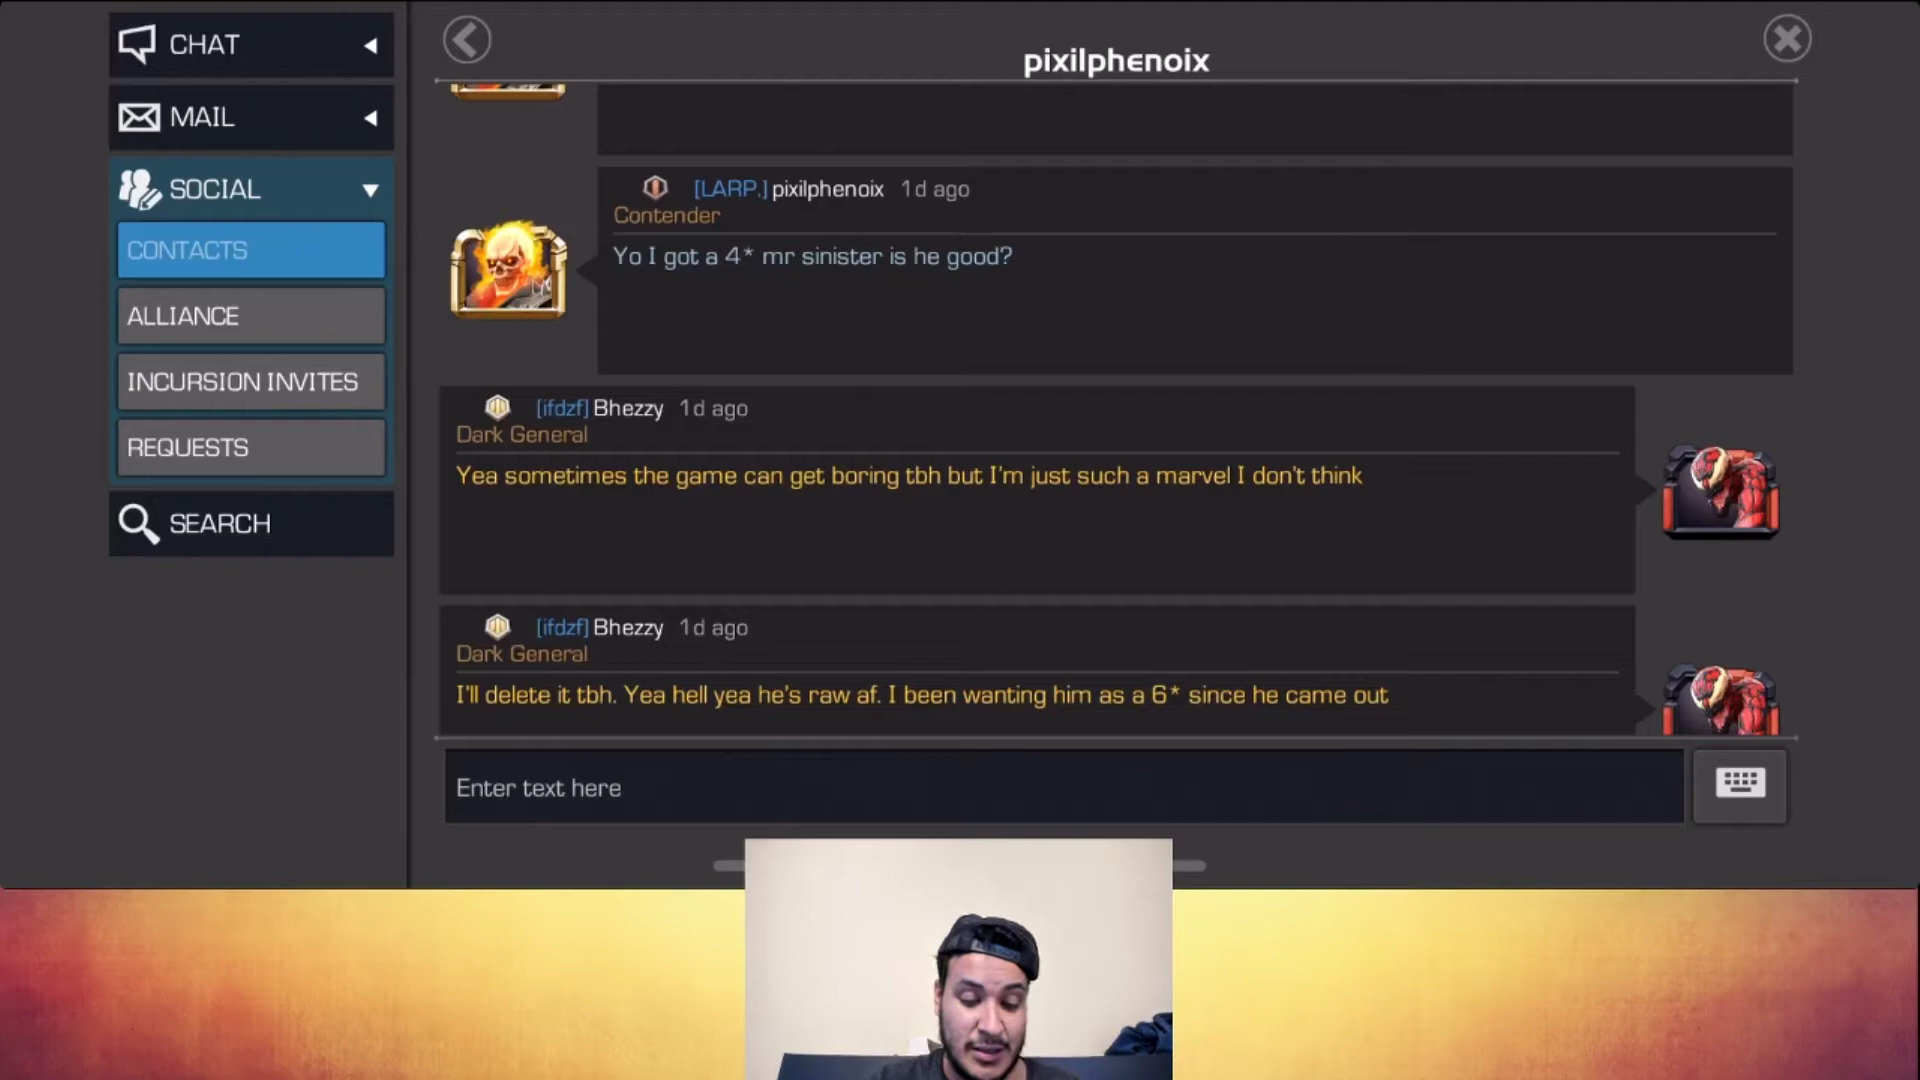 CHAT
MAIL
SOCIAL
CONTACTS
ALLIANCE
INCURSION INVITES
REQUESTS
SEARCH
pixilphenoix
[LARP.] pixilphenoix 1d ago
Contender
Yo I got a 4* mr sinister is he good?
[ifdzf] Bhezzy 1d ago
Dark General
Yea sometimes the game can get boring tbh but I'm just such a marvel I don't think
[ifdzf] Bhezzy 1d ago
Dark General
I'll delete it tbh. Yea hell yea he's raw af. I been wanting him as a 6* since he came out
Enter text here